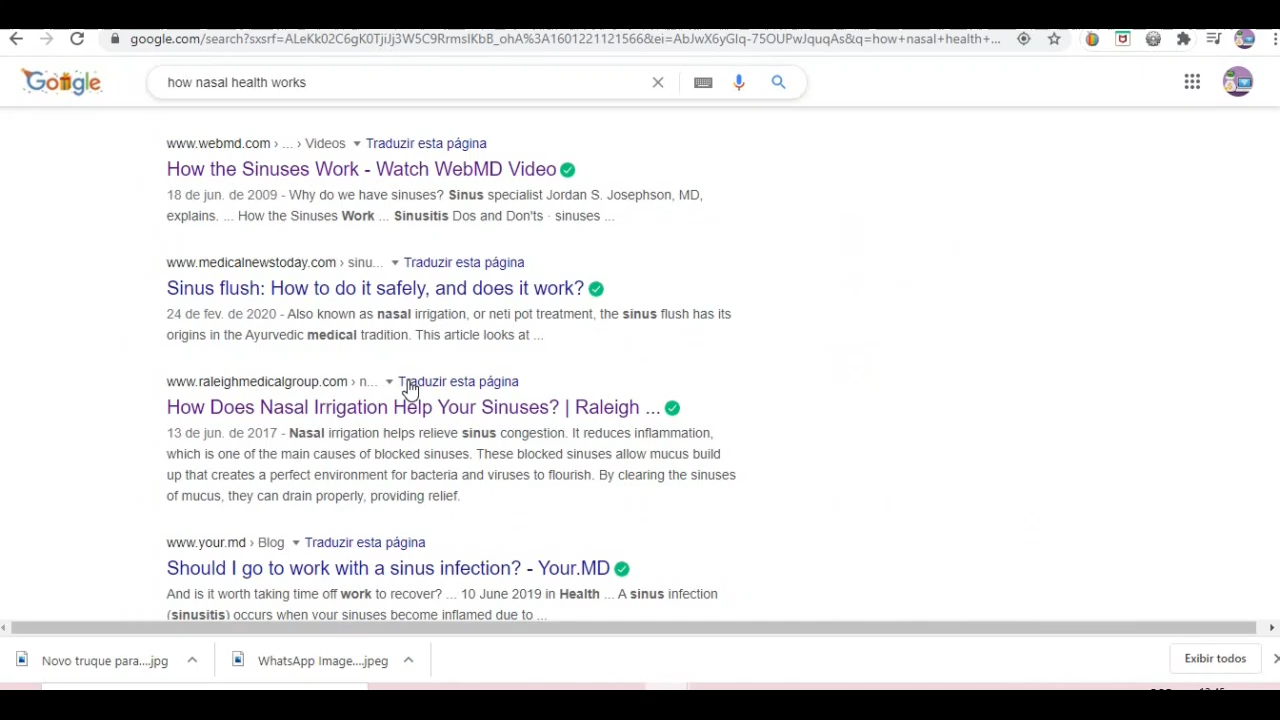 google.com/search?sxsrf=ALeKk02C6gK0TjiJj3W5C9RrmslKbB_ohA%3A1601221121566&ei=AbJwX6yGIq-75OUPwJquqAs&q=how+nasal+health+...
Google
how nasal health works
www.webmd.com › ... › Videos Traduzir esta página
How the Sinuses Work - Watch WebMD Video
18 de jun. de 2009 - Why do we have sinuses? Sinus specialist Jordan S. Josephson, MD,
explains. ... How the Sinuses Work ... Sinusitis Dos and Don'ts · sinuses ...
www.medicalnewstoday.com › sinu... Traduzir esta página
Sinus flush: How to do it safely, and does it work?
24 de fev. de 2020 - Also known as nasal irrigation, or neti pot treatment, the sinus flush has its
origins in the Ayurvedic medical tradition. This article looks at ...
www.raleighmedicalgroup.com › n... Traduzir esta página
How Does Nasal Irrigation Help Your Sinuses? | Raleigh ...
13 de jun. de 2017 - Nasal irrigation helps relieve sinus congestion. It reduces inflammation,
which is one of the main causes of blocked sinuses. These blocked sinuses allow mucus build
up that creates a perfect environment for bacteria and viruses to flourish. By clearing the sinuses
of mucus, they can drain properly, providing relief.
www.your.md › Blog Traduzir esta página
Should I go to work with a sinus infection? - Your.MD
And is it worth taking time off work to recover? ... 10 June 2019 in Health ... A sinus infection
(sinusitis) occurs when your sinuses become inflamed due to ...
Novo truque para....jpg WhatsApp Image....jpeg Exibir todos